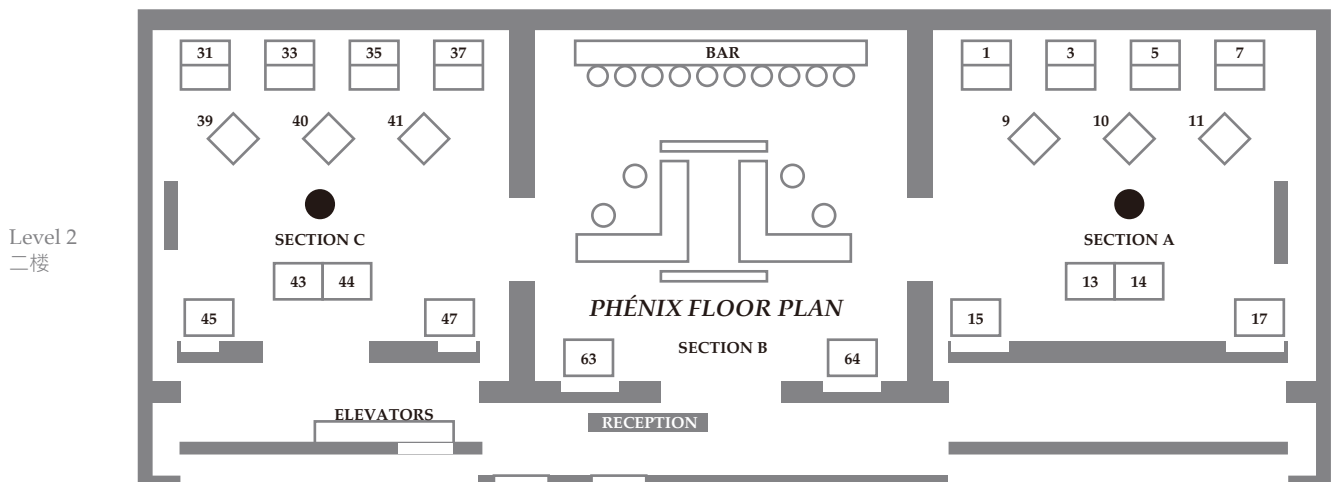 31 33 35 37 BAR 1 3 5 7
39 40 41 9 10 11
Level 2
二楼
SECTION C SECTION A
43 44 13 14
45 47 PHÉNIX FLOOR PLAN 15 17
SECTION B
63 64
ELEVATORS
RECEPTION